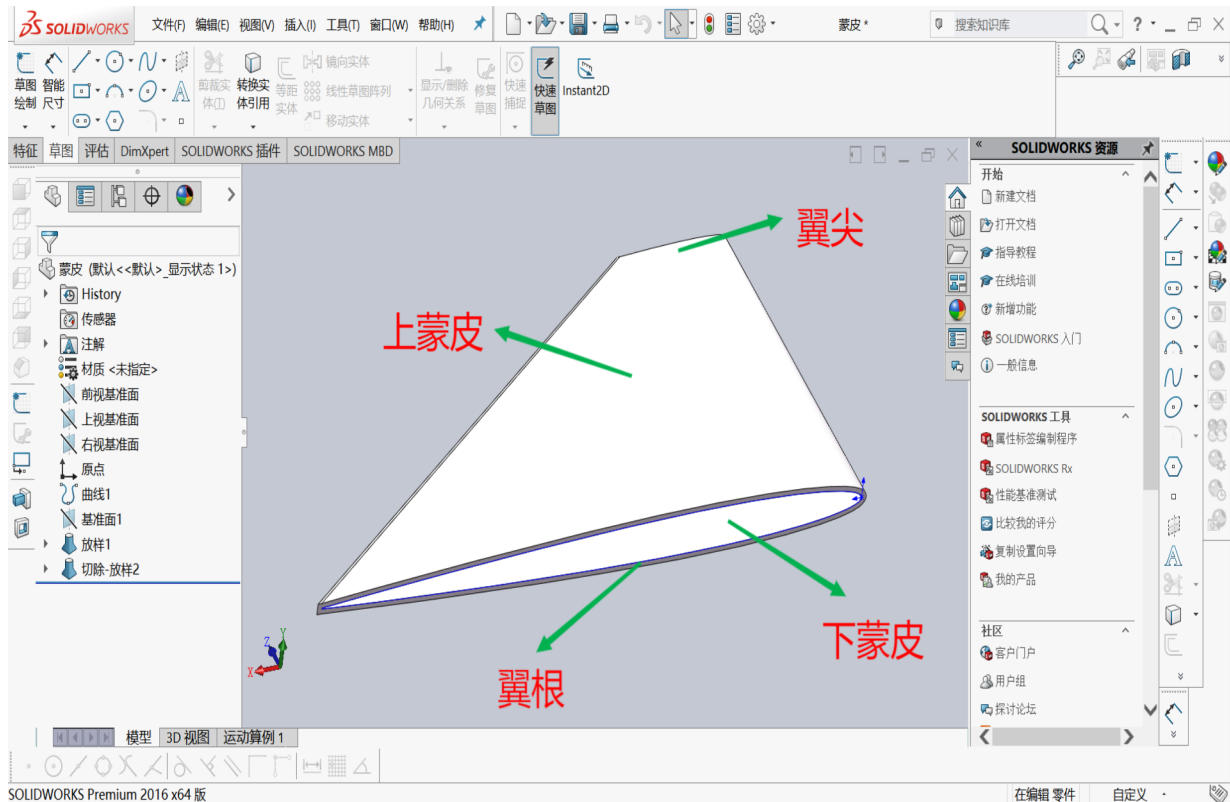 SOLIDWORKS 文件(F) 编辑(E) 视图(V) 插入(I) 工具(T) 窗口(W) 帮助(H) 蒙皮 * 搜索知识库
草图绘制
智能尺寸
剪裁实体(I)
转换实体引用
等距实体
镜向实体
线性草图阵列
移动实体
显示/删除几何关系
修复草图
快速捕捉
快速草图
Instant2D
特征 草图 评估 DimXpert SOLIDWORKS 插件 SOLIDWORKS MBD
蒙皮 (默认<<默认>_显示状态 1>)
History
传感器
注解
材质 <未指定>
前视基准面
上视基准面
右视基准面
原点
曲线1
基准面1
放样1
切除-放样2
翼尖
上蒙皮
下蒙皮
翼根
Z Y
X
SOLIDWORKS 资源
开始
新建文档
打开文档
指导教程
在线培训
新增功能
SOLIDWORKS 入门
一般信息
SOLIDWORKS 工具
属性标签编制程序
SOLIDWORKS Rx
性能基准测试
比较我的评分
复制设置向导
我的产品
社区
客户门户
用户组
探讨论坛
模型 3D 视图 运动算例 1
SOLIDWORKS Premium 2016 x64 版 在编辑 零件 自定义